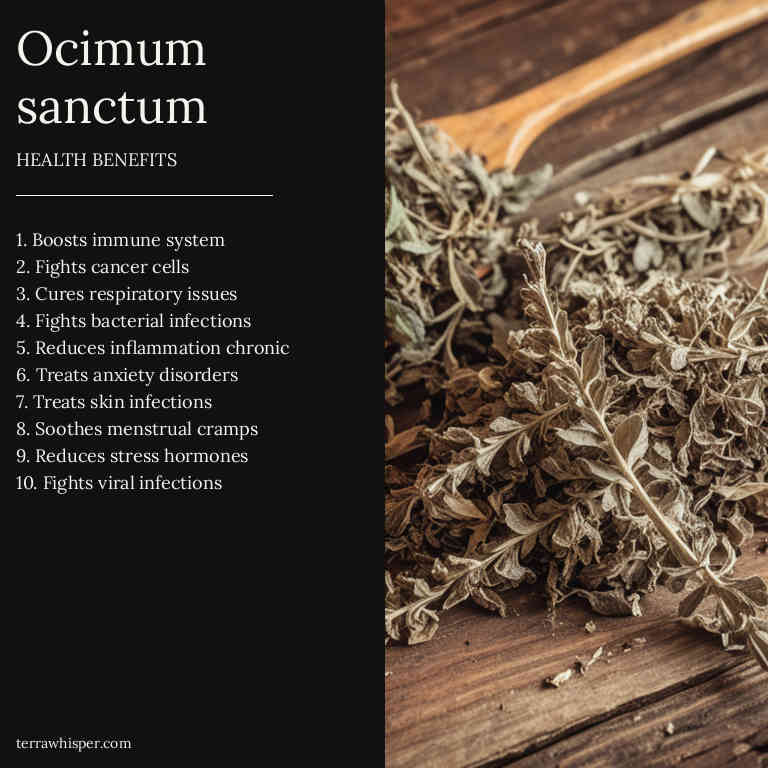 Ocimum
sanctum
HEALTH BENEFITS
1. Boosts immune system
2. Fights cancer cells
3. Cures respiratory issues
4. Fights bacterial infections
5. Reduces inflammation chronic
6. Treats anxiety disorders
7. Treats skin infections
8. Soothes menstrual cramps
9. Reduces stress hormones
10. Fights viral infections
terrawhisper.com